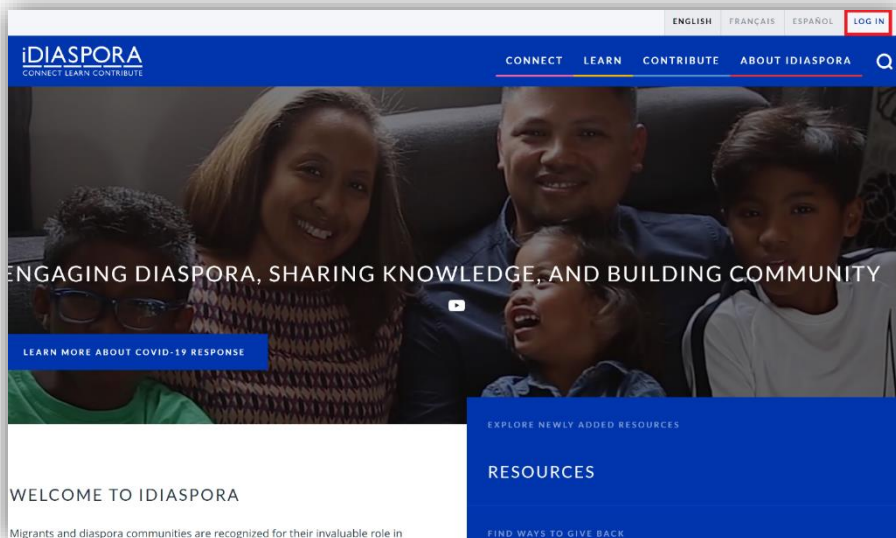 ENGLISH FRANÇAIS ESPAÑOL LOG IN
iDIASPORA
CONNECT LEARN CONTRIBUTE
CONNECT LEARN CONTRIBUTE ABOUT IDIASPORA
ENGAGING DIASPORA, SHARING KNOWLEDGE, AND BUILDING COMMUNITY
LEARN MORE ABOUT COVID-19 RESPONSE
EXPLORE NEWLY ADDED RESOURCES
RESOURCES
WELCOME TO IDIASPORA
Migrants and diaspora communities are recognized for their invaluable role in
FIND WAYS TO GIVE BACK